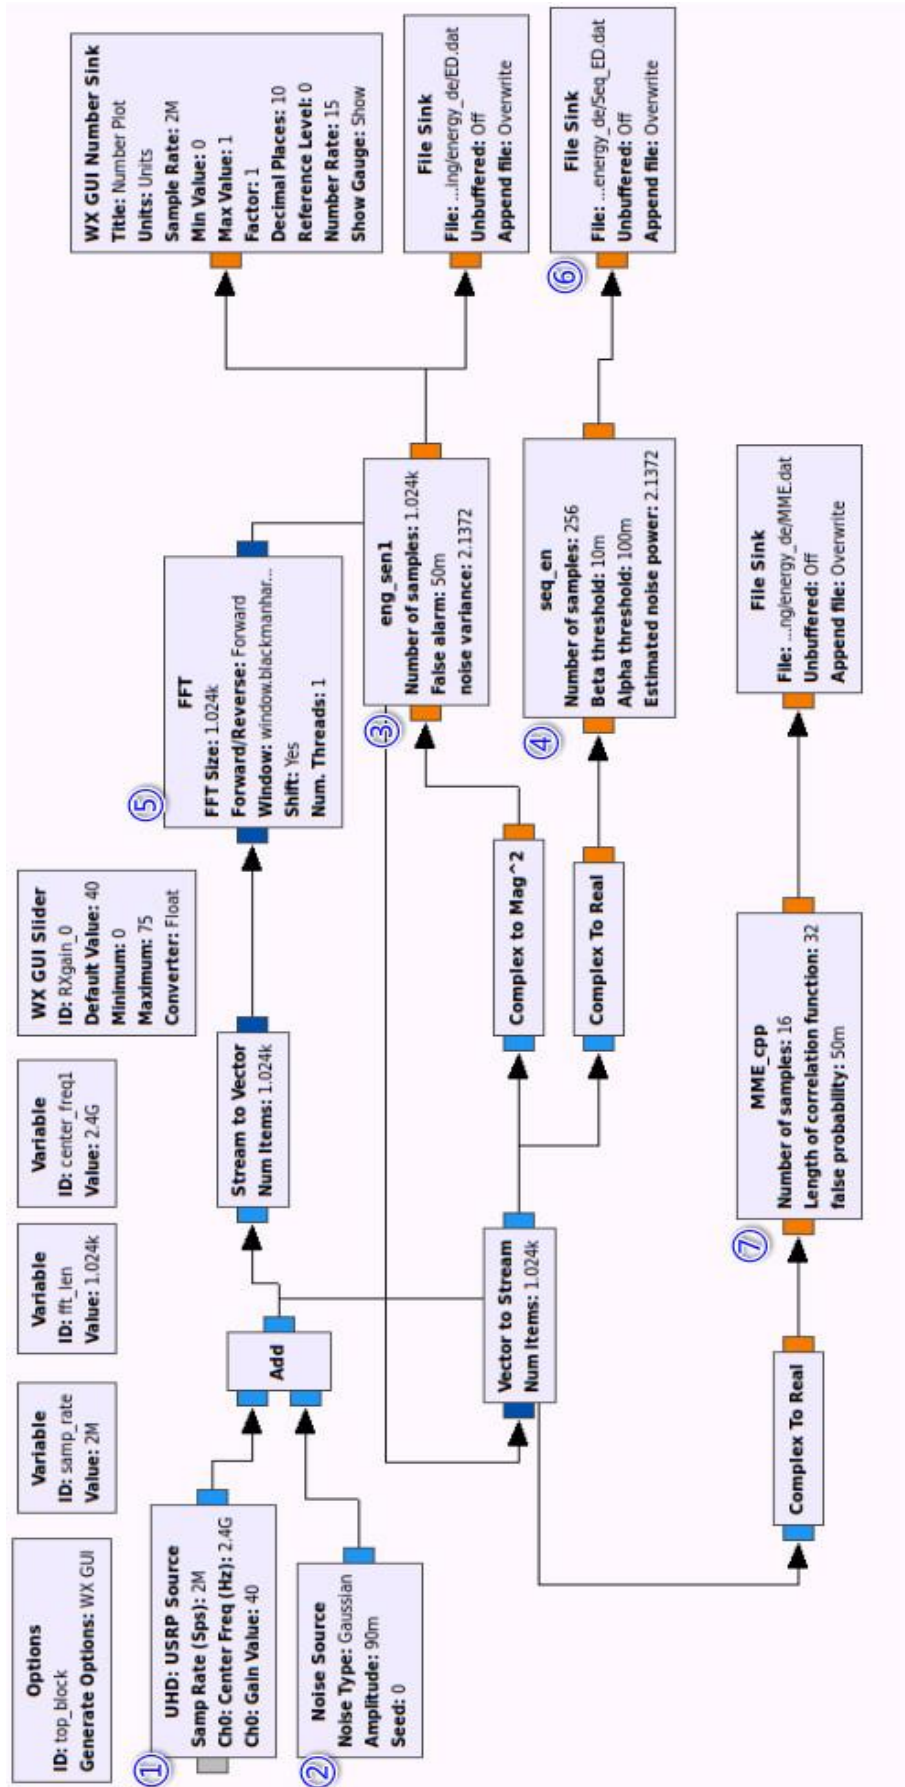 Options
ID: top_block
Generate Options: WX GUI
Variable
ID: samp_rate
Value: 2M
Variable
ID: fft_len
Value: 1.024k
Variable
ID: center_freq1
Value: 2.4G
WX GUI Slider
ID: RXgain_0
Default Value: 40
Minimum: 0
Maximum: 75
Converter: Float
①
UHD: USRP Source
Samp Rate (Sps): 2M
Ch0: Center Freq (Hz): 2.4G
Ch0: Gain Value: 40
②
Noise Source
Noise Type: Gaussian
Amplitude: 90m
Seed: 0
Add
Stream to Vector
Num Items: 1.024k
⑤
FFT
FFT Size: 1.024k
Forward/Reverse: Forward
Window: window.blackmanhar...
Shift: Yes
Num. Threads: 1
Vector to Stream
Num Items: 1.024k
Complex to Mag^2
Complex To Real
③
eng_sen1
Number of samples: 1.024k
False alarm: 50m
noise variance: 2.1372
④
seq_en
Number of samples: 256
Beta threshold: 10m
Alpha threshold: 100m
Estimated noise power: 2.1372
WX GUI Number Sink
Title: Number Plot
Units: Units
Sample Rate: 2M
Min Value: 0
Max Value: 1
Factor: 1
Decimal Places: 10
Reference Level: 0
Number Rate: 15
Show Gauge: Show
File Sink
File: ...ing/energy_de/ED.dat
Unbuffered: Off
Append file: Overwrite
⑥
File Sink
File: ...energy_de/Seq_ED.dat
Unbuffered: Off
Append file: Overwrite
Complex To Real
⑦
MME_cpp
Number of samples: 16
Length of correlation function: 32
false probability: 50m
File Sink
File: ...ng/energy_de/MME.dat
Unbuffered: Off
Append file: Overwrite